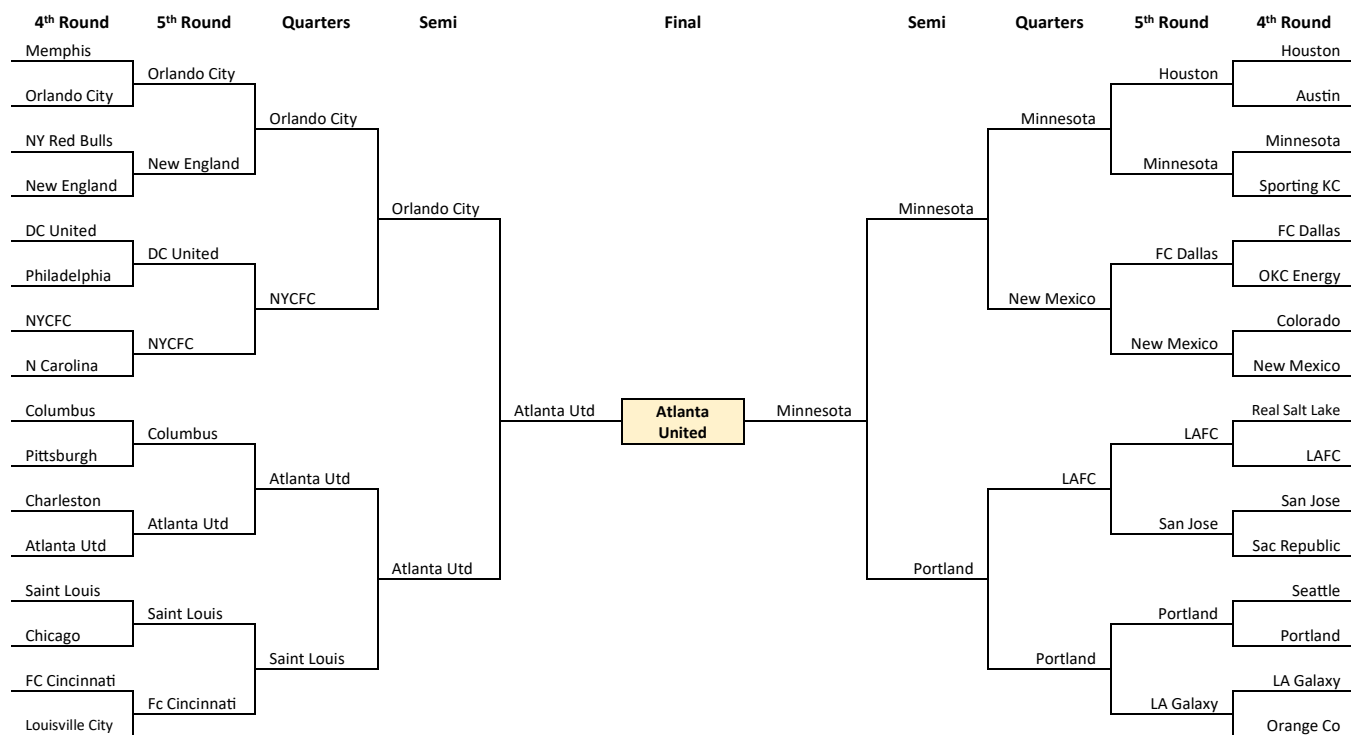 4th Round 5th Round Quarters Semi Final Semi Quarters 5th Round 4th Round
Memphis Houston
Orlando City Houston
Orlando City Austin
Orlando City Minnesota
NY Red Bulls Minnesota
New England Minnesota
New England Sporting KC
Orlando City Minnesota
DC United FC Dallas
DC United FC Dallas
Philadelphia OKC Energy
NYCFC New Mexico
NYCFC Colorado
NYCFC New Mexico
N Carolina New Mexico
Columbus Atlanta Utd Atlanta Minnesota Real Salt Lake
United
Columbus LAFC
Pittsburgh LAFC
Atlanta Utd LAFC
Charleston San Jose
Atlanta Utd San Jose
Atlanta Utd Sac Republic
Atlanta Utd Portland
Saint Louis Seattle
Saint Louis Portland
Chicago Portland
Saint Louis Portland
FC Cincinnati LA Galaxy
Fc Cincinnati LA Galaxy
Louisville City Orange Co